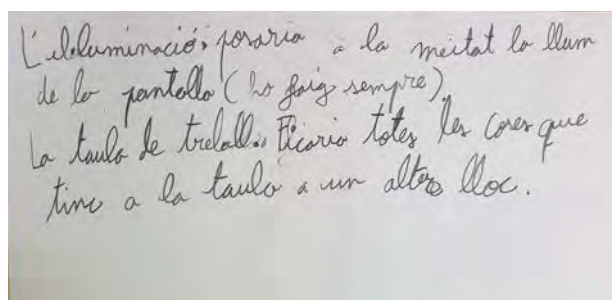 L'il·luminació: posaria a la meitat la llum
de la pantalla (ho faig sempre).
La taula de treball: Ficaria totes les coses que
tinc a la taula a un altre lloc.